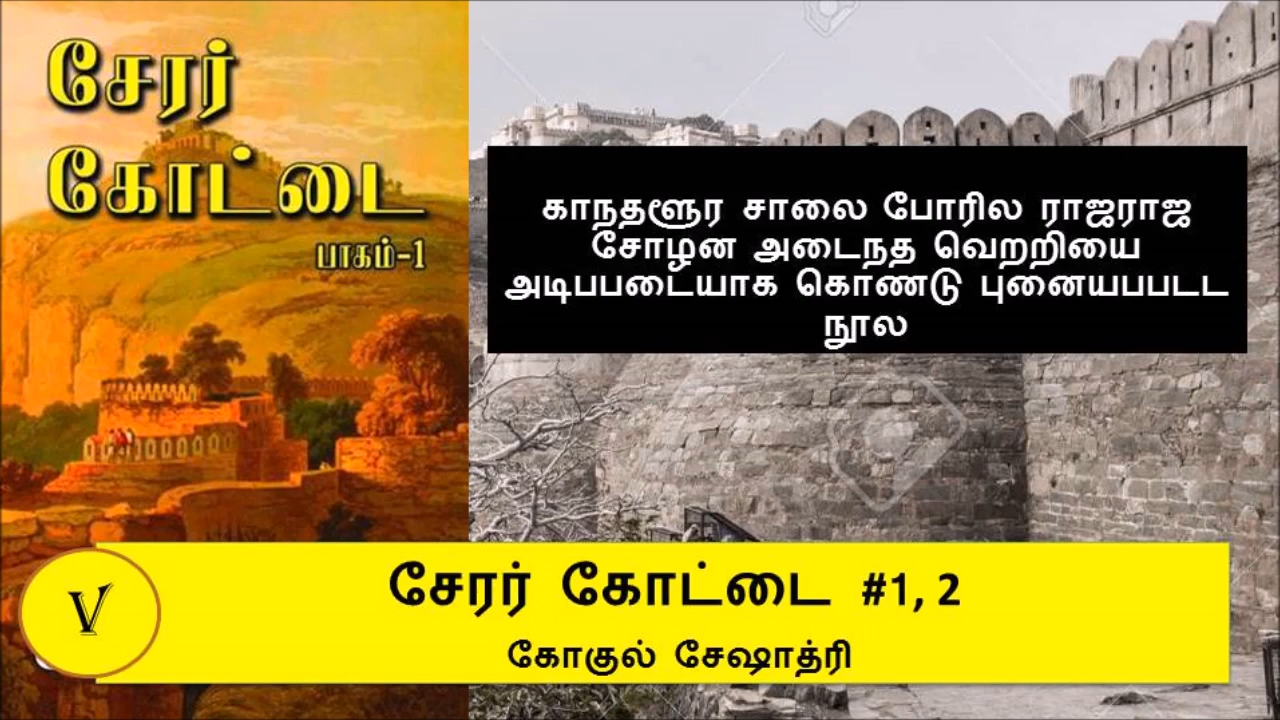 சேரர்
கோட்டை
பாகம்-1
காநதளூர சாலை போரில ராஜராஜ
சோழன அடைநத வெறறியை
அடிபபடையாக கொணடு புனையபபடட
நூல
V
சேரர் கோட்டை #1, 2
கோகுல் சேஷாத்ரி